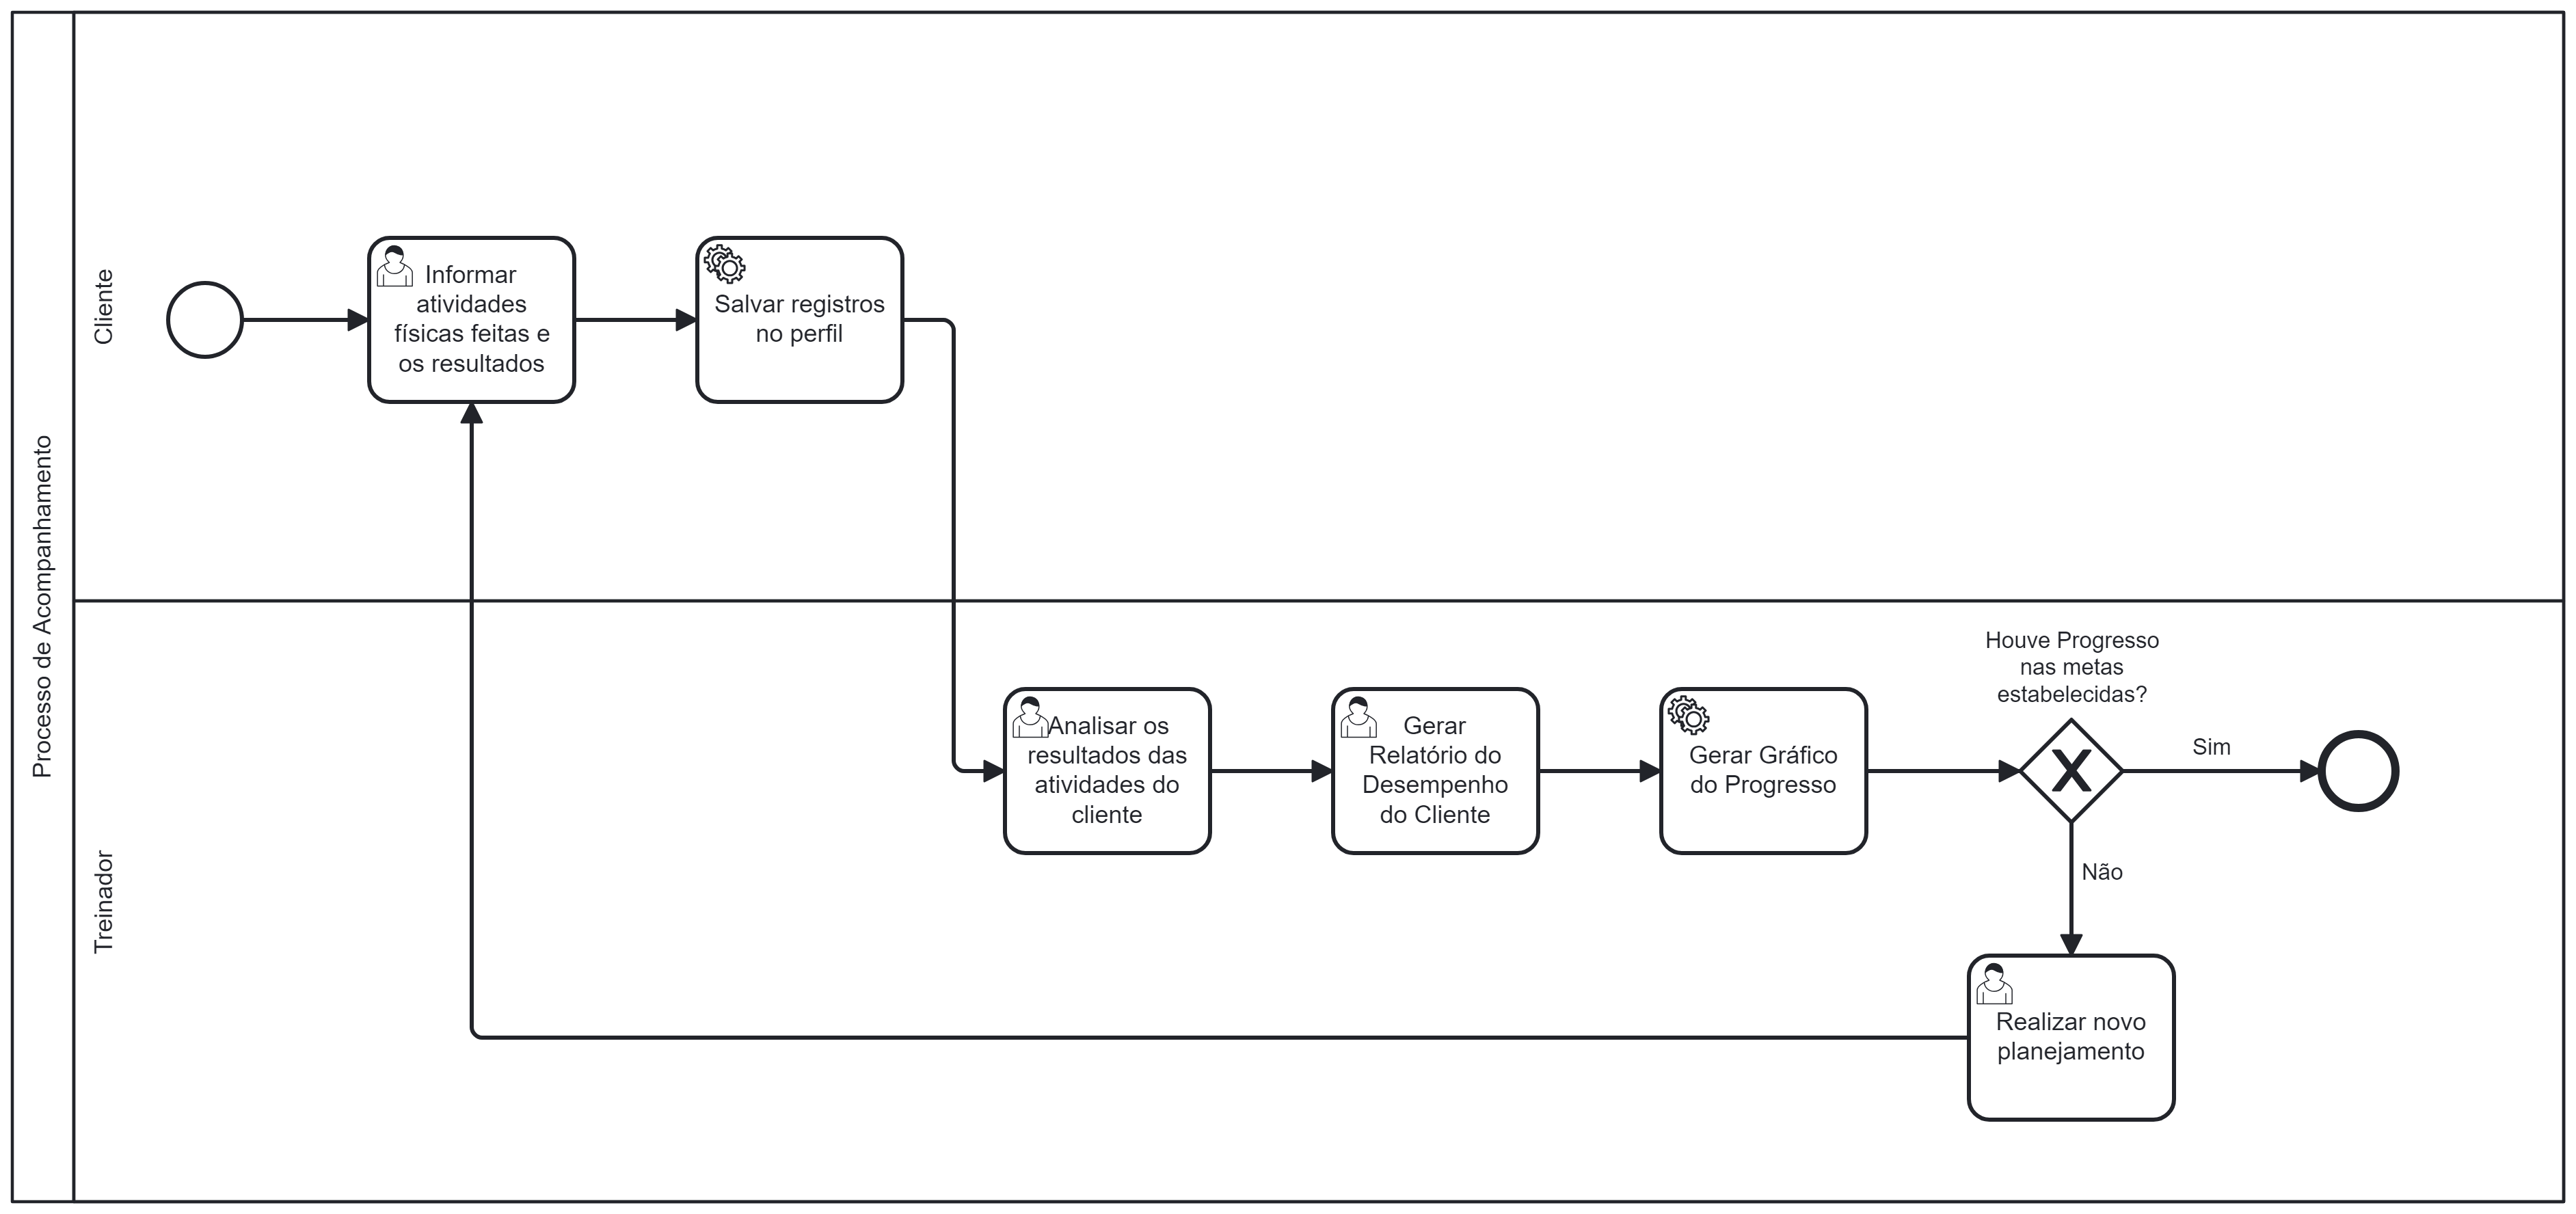 Processo de Acompanhamento
Cliente
Informar
atividades
físicas feitas e
os resultados
Salvar registros
no perfil
Treinador
Analisar os
resultados das
atividades do
cliente
Gerar
Relatório do
Desempenho
do Cliente
Gerar Gráfico
do Progresso
Houve Progresso
nas metas
estabelecidas?
Sim
Não
Realizar novo
planejamento